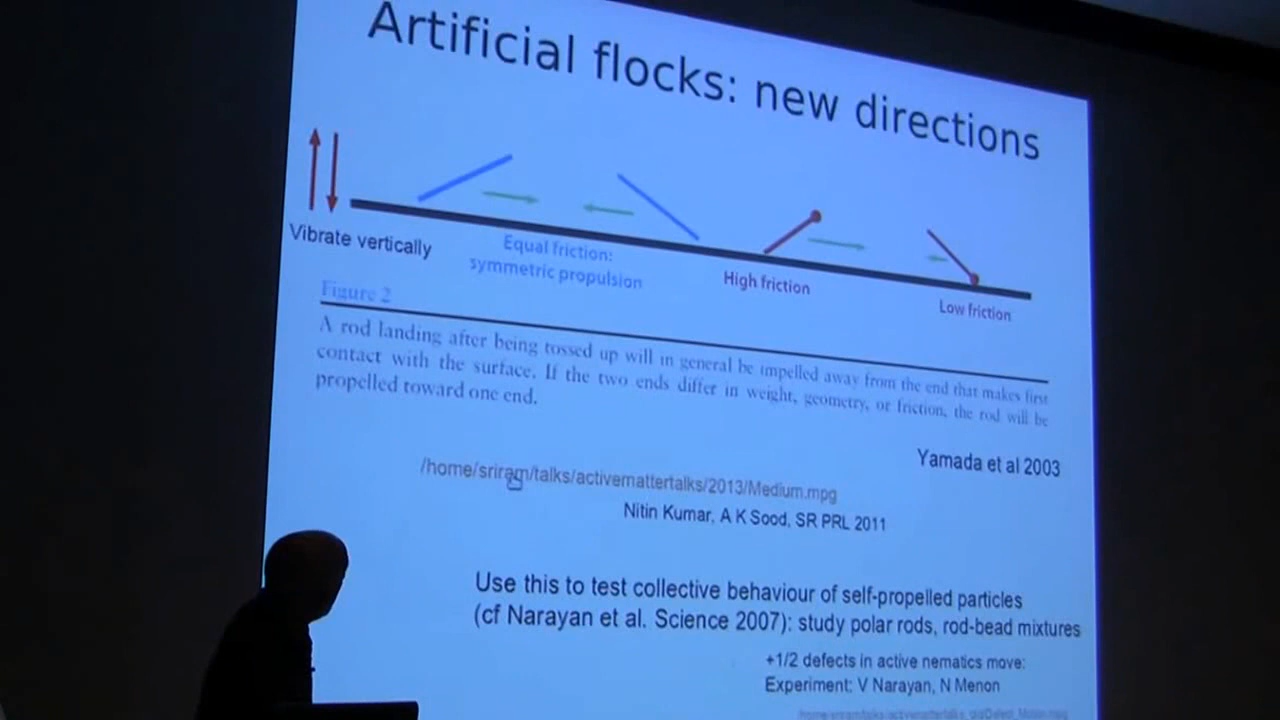 Artificial flocks: new directions
Vibrate vertically
Equal friction:
symmetric propulsion
High friction
Low friction
Figure 2
A rod landing after being tossed up will in general be impelled away from the end that makes first
contact with the surface. If the two ends differ in weight, geometry, or friction, the rod will be
propelled toward one end.
Yamada et al 2003
/home/sriram/talks/activemattertalks/2013/Medium.mpg
Nitin Kumar, A K Sood, SR PRL 2011
Use this to test collective behaviour of self-propelled particles
(cf Narayan et al. Science 2007): study polar rods, rod-bead mixtures
+1/2 defects in active nematics move:
Experiment: V Narayan, N Menon